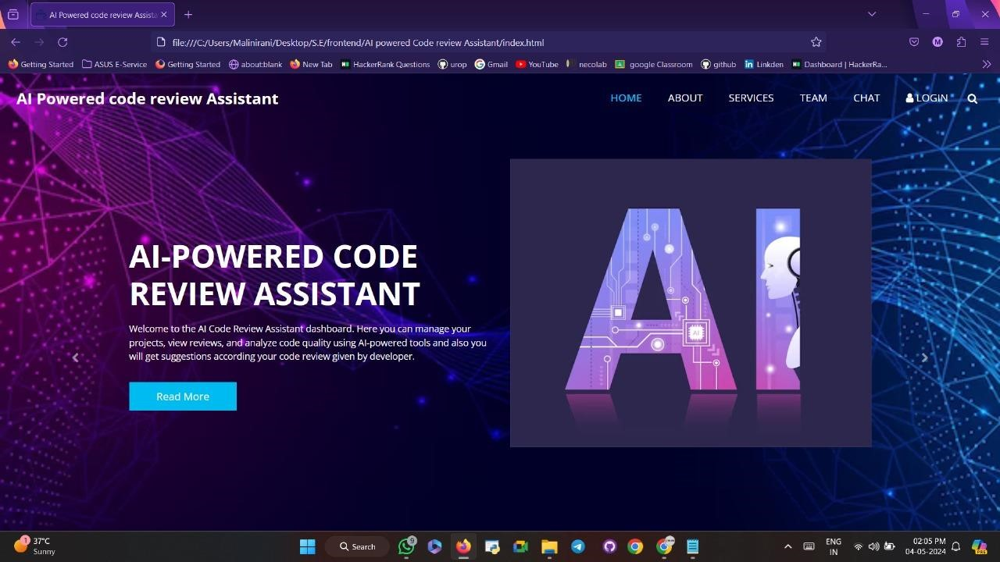 AI Powered code review Assista
file:///C:/Users/Malinirani/Desktop/S.E/frontend/AI powered Code review Assistant/index.html
M
Getting Started ASUS E-Service Getting Started about:blank New Tab HackerRank Questions urop Gmail YouTube necolab google Classroom github Linkden Dashboard | HackerRa...
AI Powered code review Assistant
HOME ABOUT SERVICES TEAM CHAT LOGIN
AI
AI
AI-POWERED CODE
REVIEW ASSISTANT
Welcome to the AI Code Review Assistant dashboard. Here you can manage your
projects, view reviews, and analyze code quality using AI-powered tools and also you
will get suggestions according your code review given by developer.
Read More
1
37°C
Sunny
Search
9
ENG
IN
02:05 PM
04-05-2024
PRE